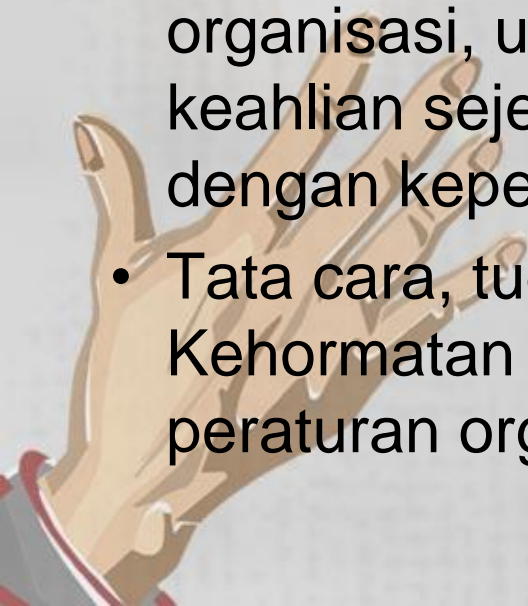 organisasi, u
keahlian seje
dengan kepe
• Tata cara, tu
Kehormatan
peraturan org